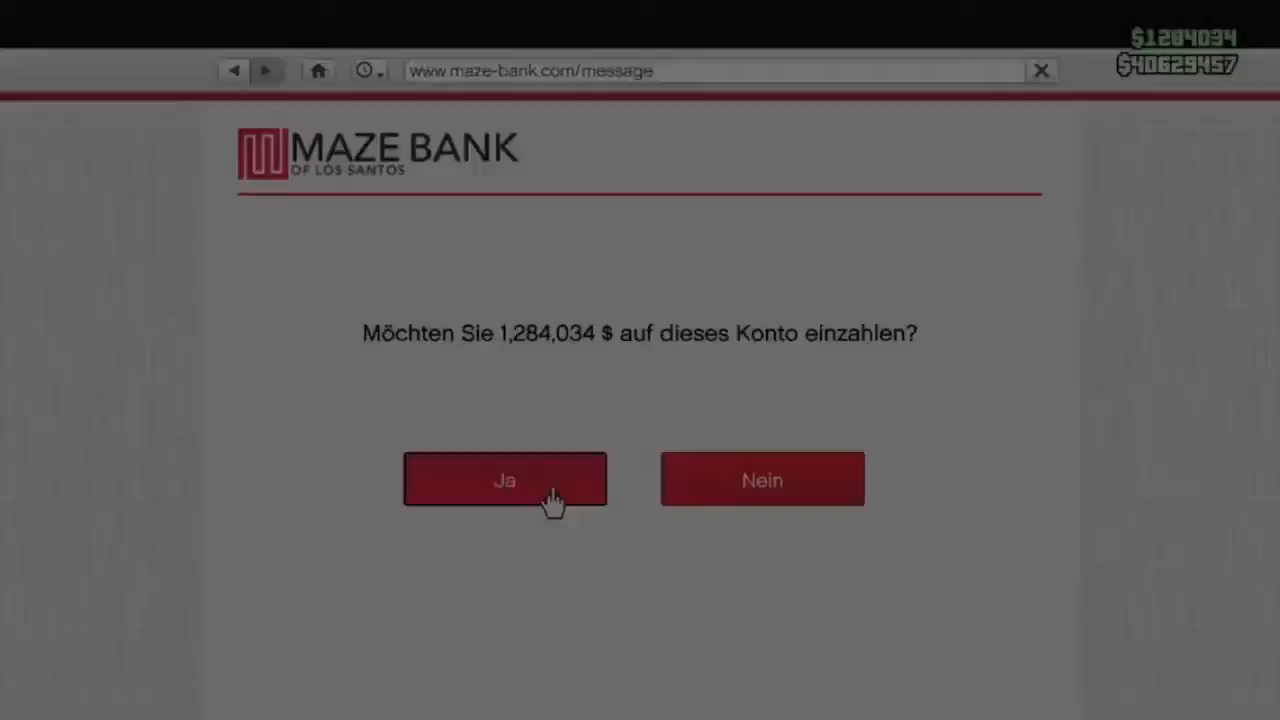 $1284034
www.maze-bank.com/message
$40629457
MAZE BANK
OF LOS SANTOS
Möchten Sie 1,284,034 $ auf dieses Konto einzahlen?
Ja
Nein